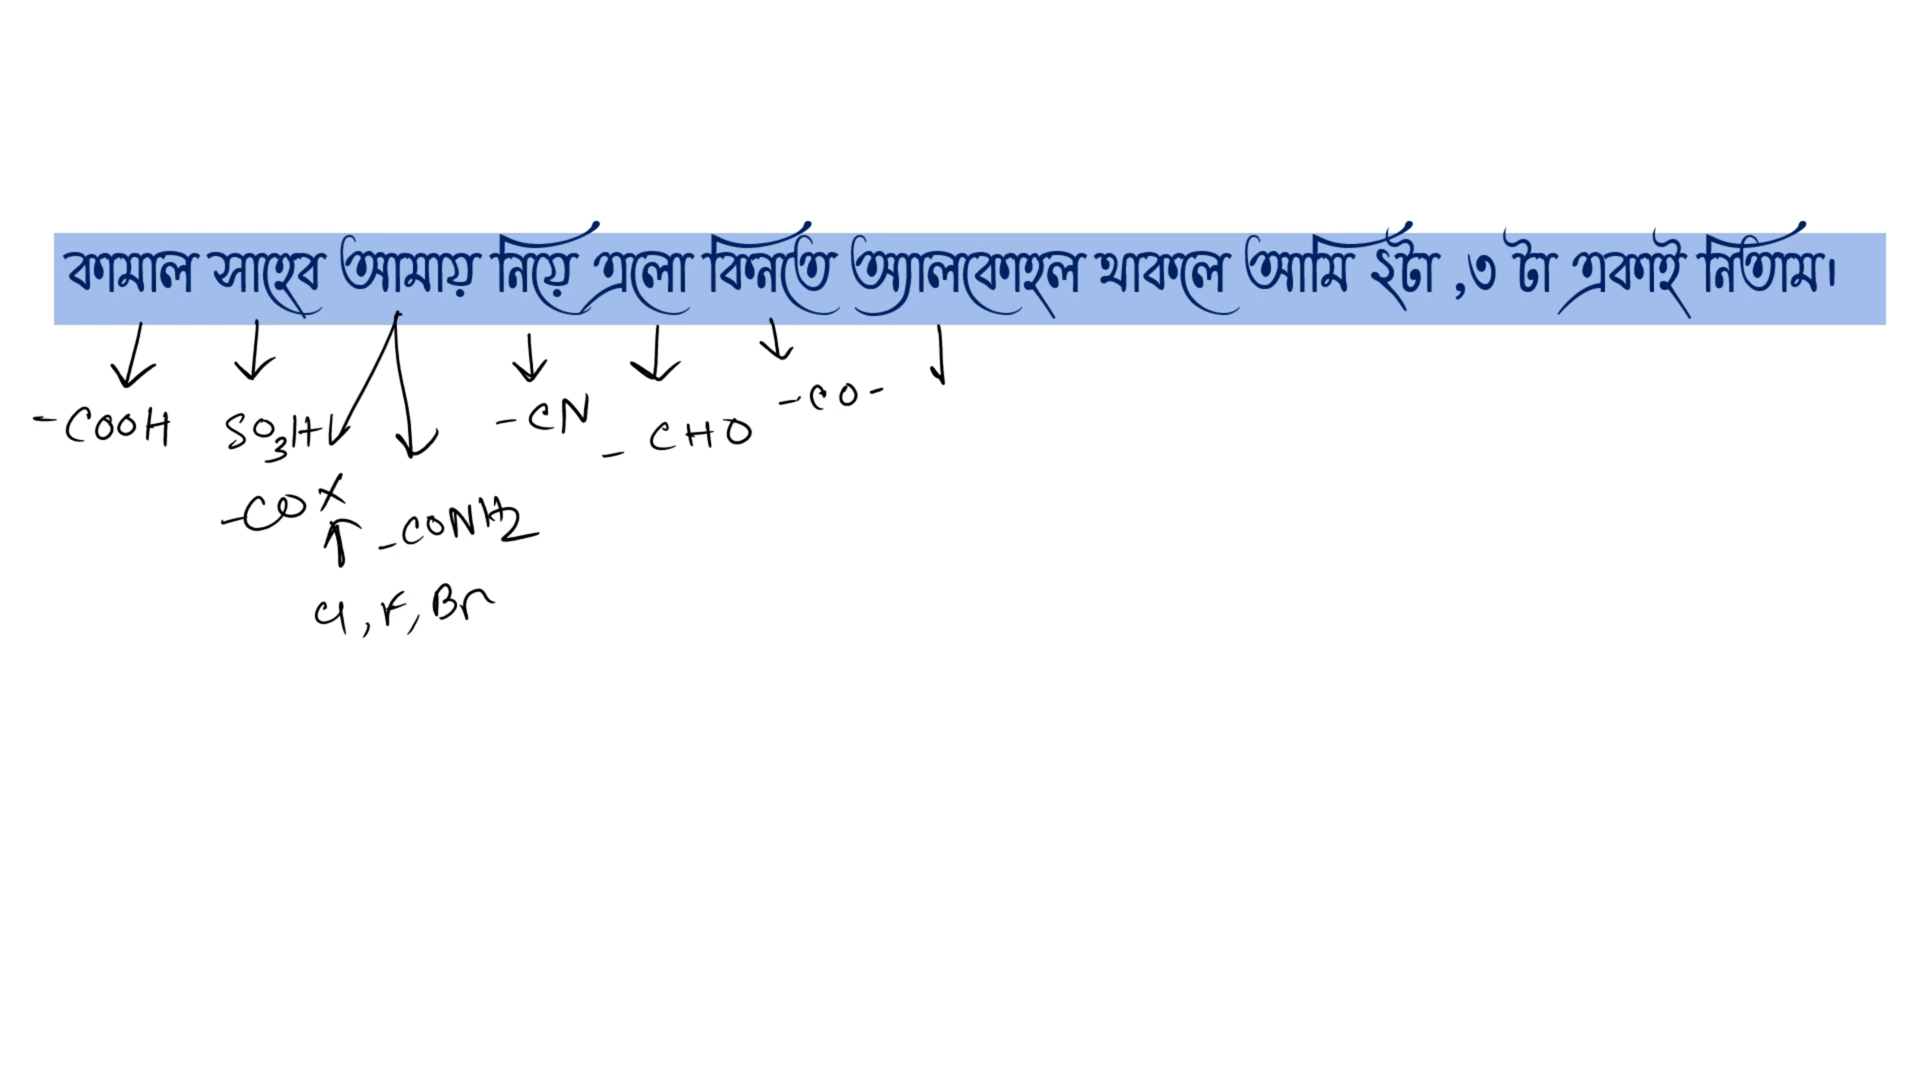 কামাল সাহেব আমায় নিয়ে এলো কিনতে অ্যালকোহল থাকলে আমি ২টা ,৩ টা একাই নিতাম।
-COOH SO3H -CN -CHO -CO-
-COX -CONH2
Cl, F, Br